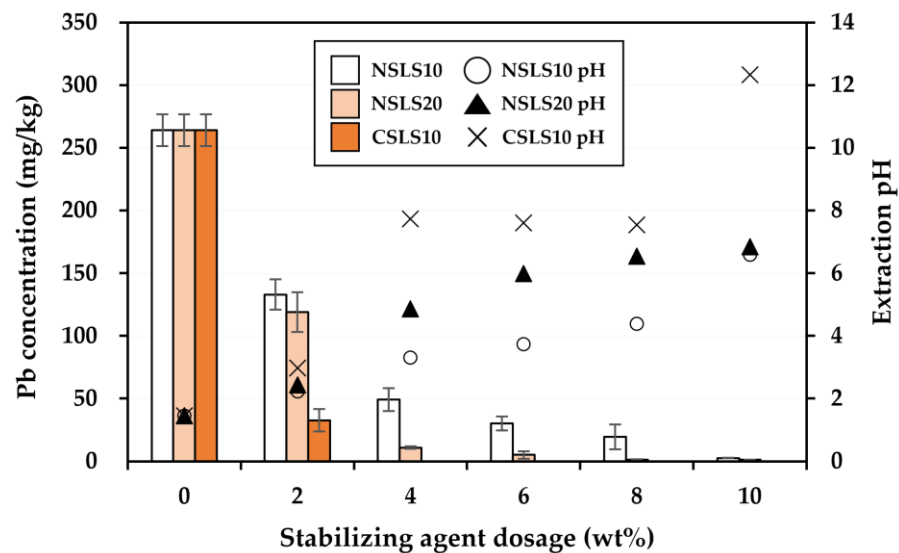 Pb concentration (mg/kg)
350
300
250
200
150
100
50
0
NSLS10
NSLS20
CSLS10
NSLS10 pH
NSLS20 pH
CSLS10 pH
14
12
10
8
6
4
2
0
Extraction pH
0 2 4 6 8 10
Stabilizing agent dosage (wt%)